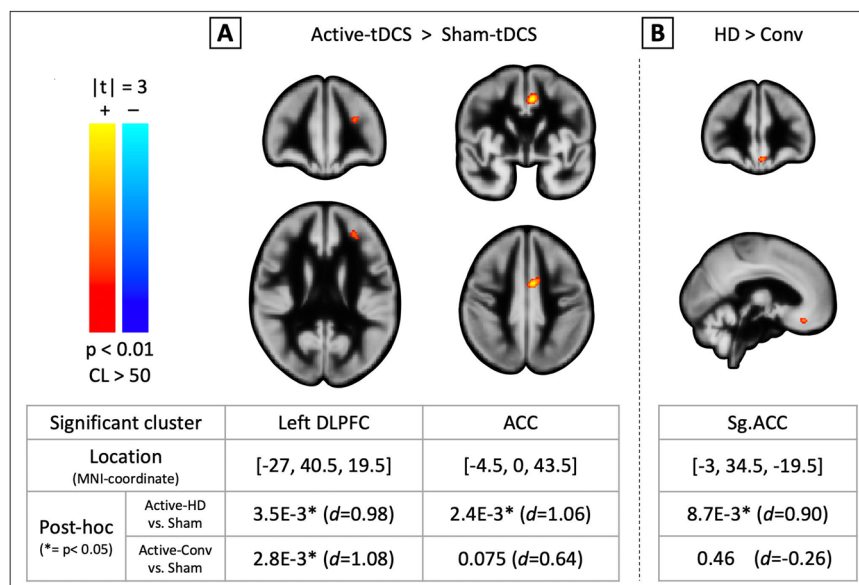 A Active-tDCS > Sham-tDCS
B HD > Conv
|t| = 3
+ −
p < 0.01
CL > 50
Significant cluster Left DLPFC ACC Sg.ACC
Location
(MNI-coordinate)
[-27, 40.5, 19.5] [-4.5, 0, 43.5] [-3, 34.5, -19.5]
Post-hoc
(*= p< 0.05)
Active-HD
vs. Sham
3.5E-3* (d=0.98) 2.4E-3* (d=1.06) 8.7E-3* (d=0.90)
Active-Conv
vs. Sham
2.8E-3* (d=1.08) 0.075 (d=0.64) 0.46 (d=-0.26)